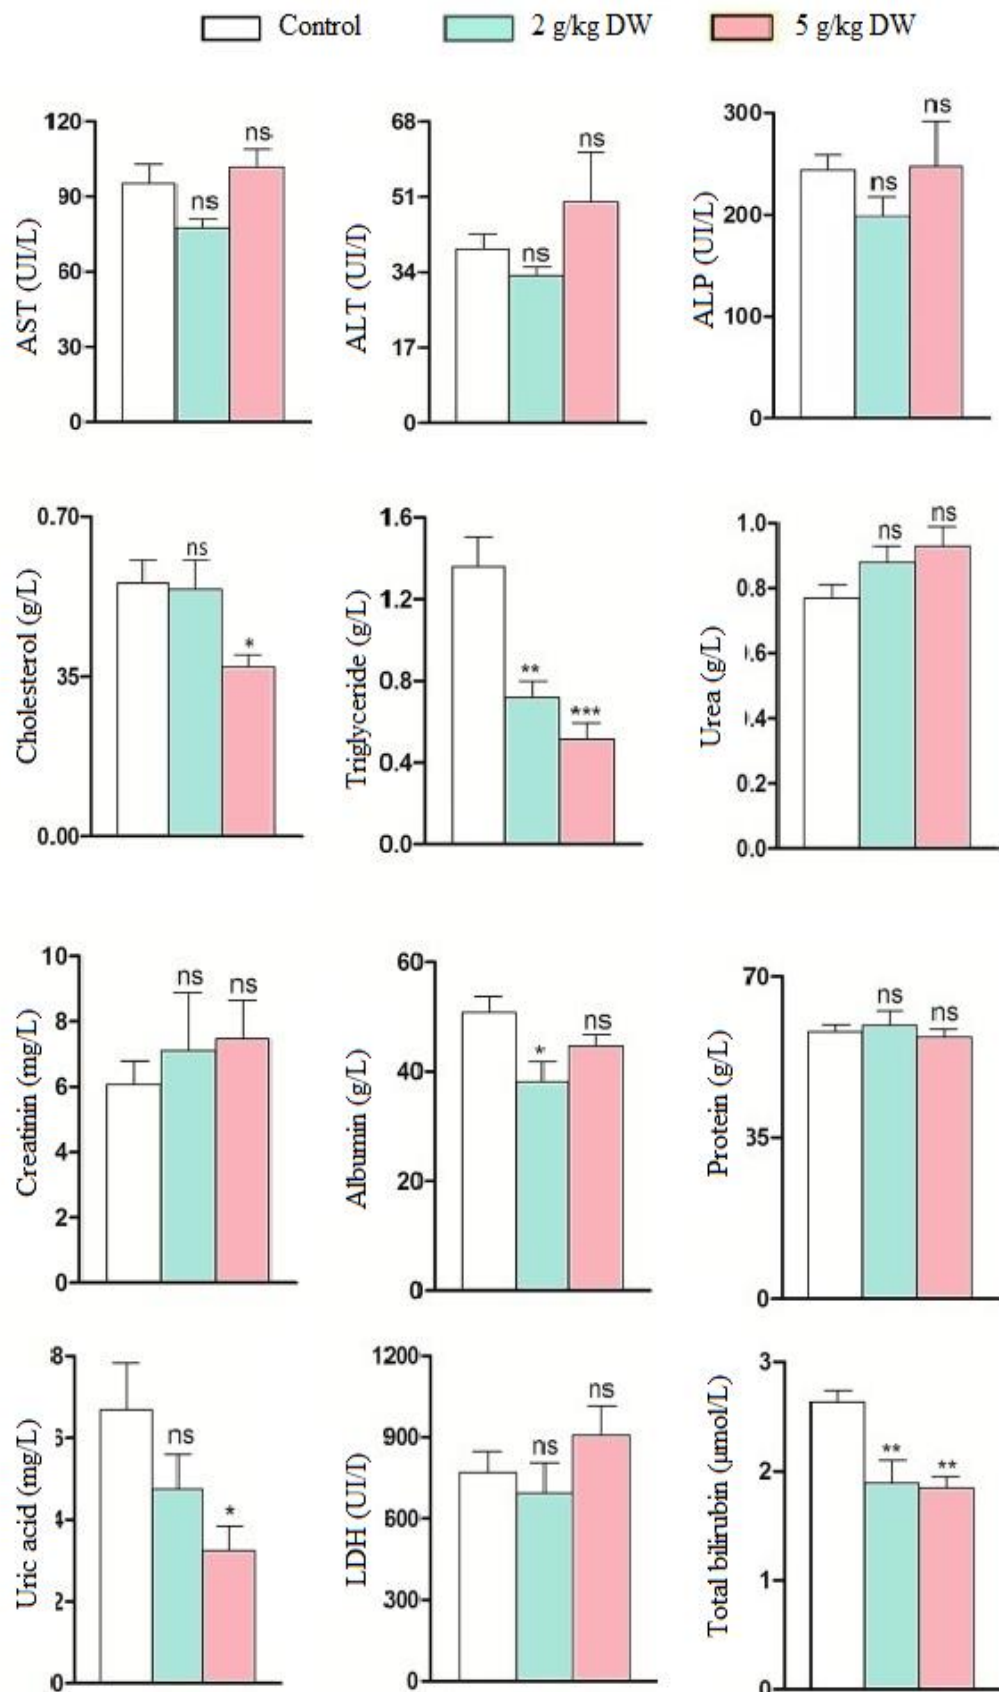 Control 2 g/kg DW 5 g/kg DW
AST (UI/L)
120
90
60
30
0
ns
ns
ALT (UI/I)
68
51
34
17
0
ns
ns
ALP (UI/L)
300
200
100
0
ns
ns
Cholesterol (g/L)
0.70
35
0.00
ns
*
Triglyceride (g/L)
1.6
1.2
0.8
0.4
0.0
**
***
Urea (g/L)
1.0
0.8
.6
.4
0.2
0.0
ns
ns
Creatinin (mg/L)
10
8
6
4
2
0
ns
ns
Albumin (g/L)
60
40
20
0
*
ns
Protein (g/L)
70
35
0
ns
ns
Uric acid (mg/L)
8
6
4
2
0
ns
*
LDH (UI/I)
1200
900
600
300
0
ns
ns
Total bilirubin (μmol/L)
3
2
1
0
**
**